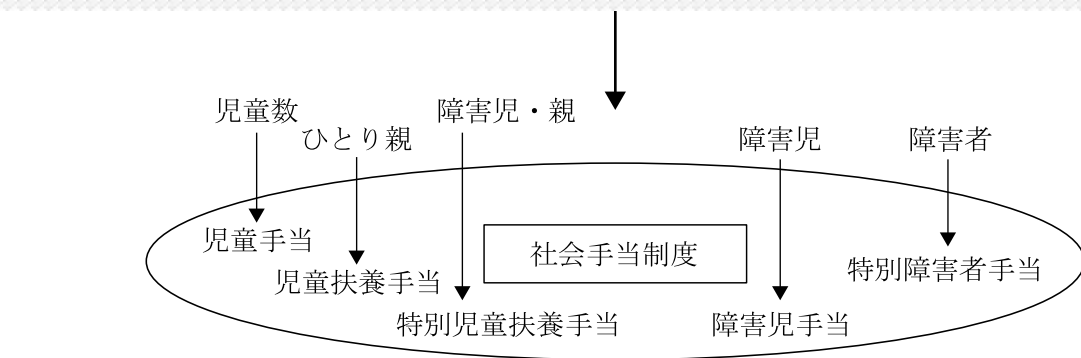 児童数
障害児・親
ひとり親
障害児
障害者
児童手当
社会手当制度
児童扶養手当
特別障害者手当
特別児童扶養手当
障害児手当